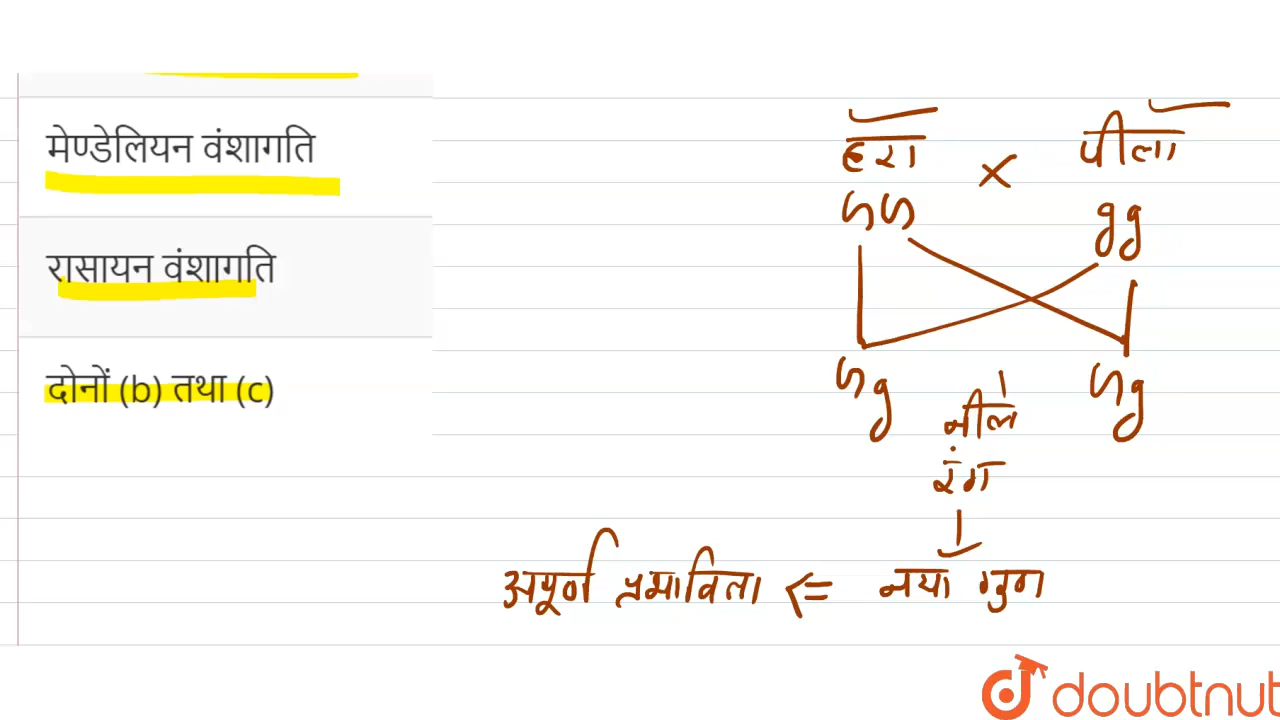 मेण्डेलियन वंशागति
रासायन वंशागति
दोनों (b) तथा (c)
हरा × पीला
GG gg
Gg Gg
नीला
रंग
अपूर्ण प्रभाविता <= नया गुण
doubtnut